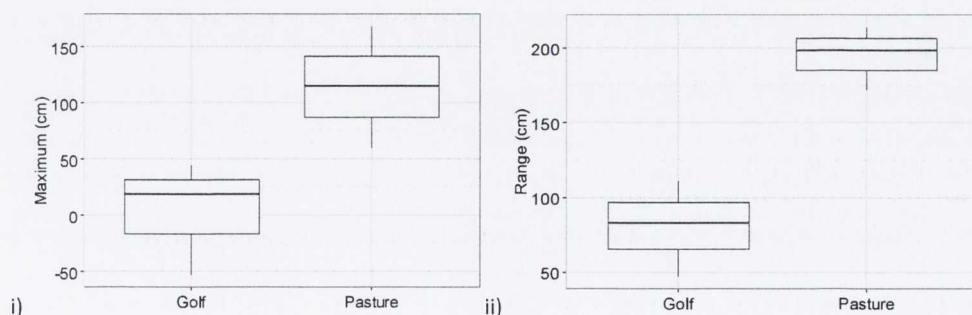 Maximum (cm)
150
100
50
0
-50
Golf
Pasture
i)
Range (cm)
200
150
100
50
Golf
Pasture
ii)